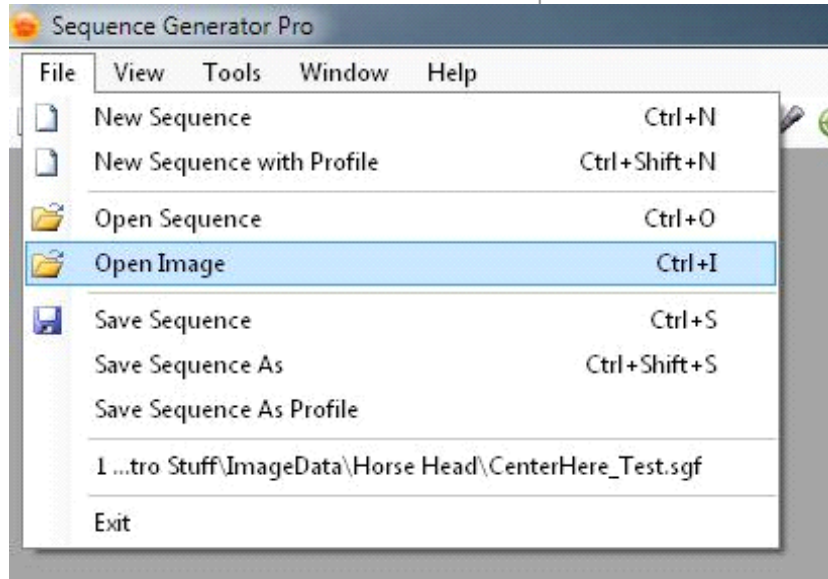 Sequence Generator Pro
File View Tools Window Help
New Sequence Ctrl+N
New Sequence with Profile Ctrl+Shift+N
Open Sequence Ctrl+O
Open Image Ctrl+I
Save Sequence Ctrl+S
Save Sequence As Ctrl+Shift+S
Save Sequence As Profile
1 ...tro Stuff\ImageData\Horse Head\CenterHere_Test.sgf
Exit